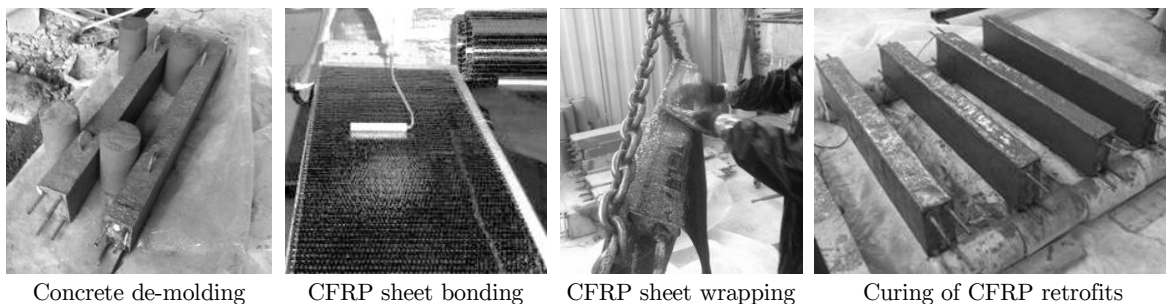 Concrete de-molding
CFRP sheet bonding
CFRP sheet wrapping
Curing of CFRP retrofits